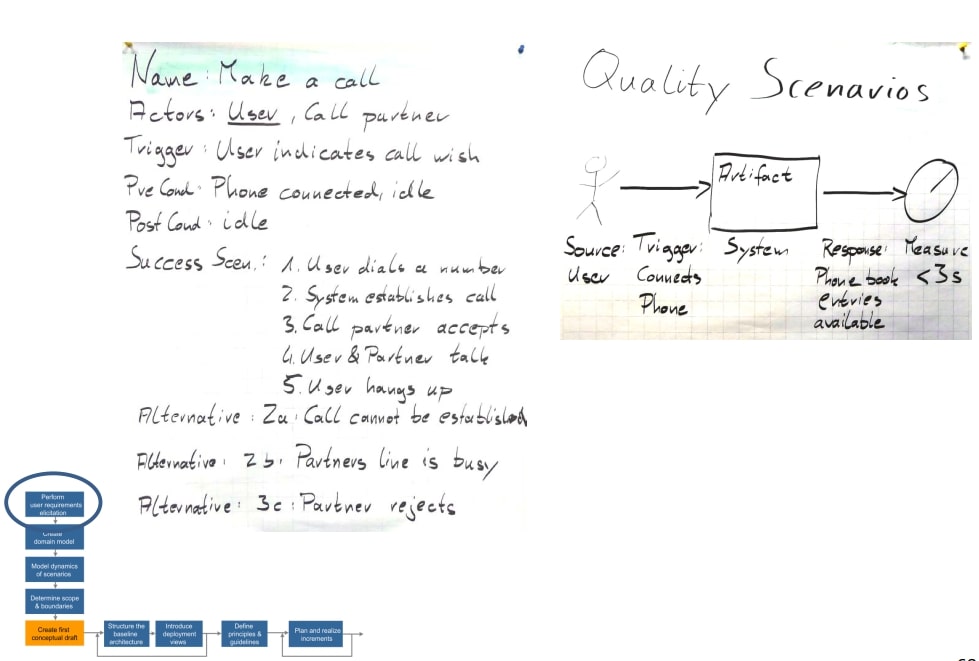 Name: Make a call
Actors: User, Call partner
Trigger: User indicates call wish
Pre Cond: Phone connected, idle
Post Cond: idle
Success Scen.: 1. User dials a number
2. System establishes call
3. Call partner accepts
4. User & Partner talk
5. User hangs up
Alternative: 2a: Call cannot be established
Alternative: 2b: Partners line is busy
Alternative: 3c: Partner rejects
Quality Scenarios
Artifact
Source: Trigger: System Response: Measure
User Connects Phone book <3s
Phone entries
available
Perform
user requirements
elicitation
Create
domain model
Model dynamics
of scenarios
Determine scope
& boundaries
Create first
conceptual draft
Structure the
baseline
architecture
Introduce
deployment
views
Define
principles &
guidelines
Plan and realize
increments